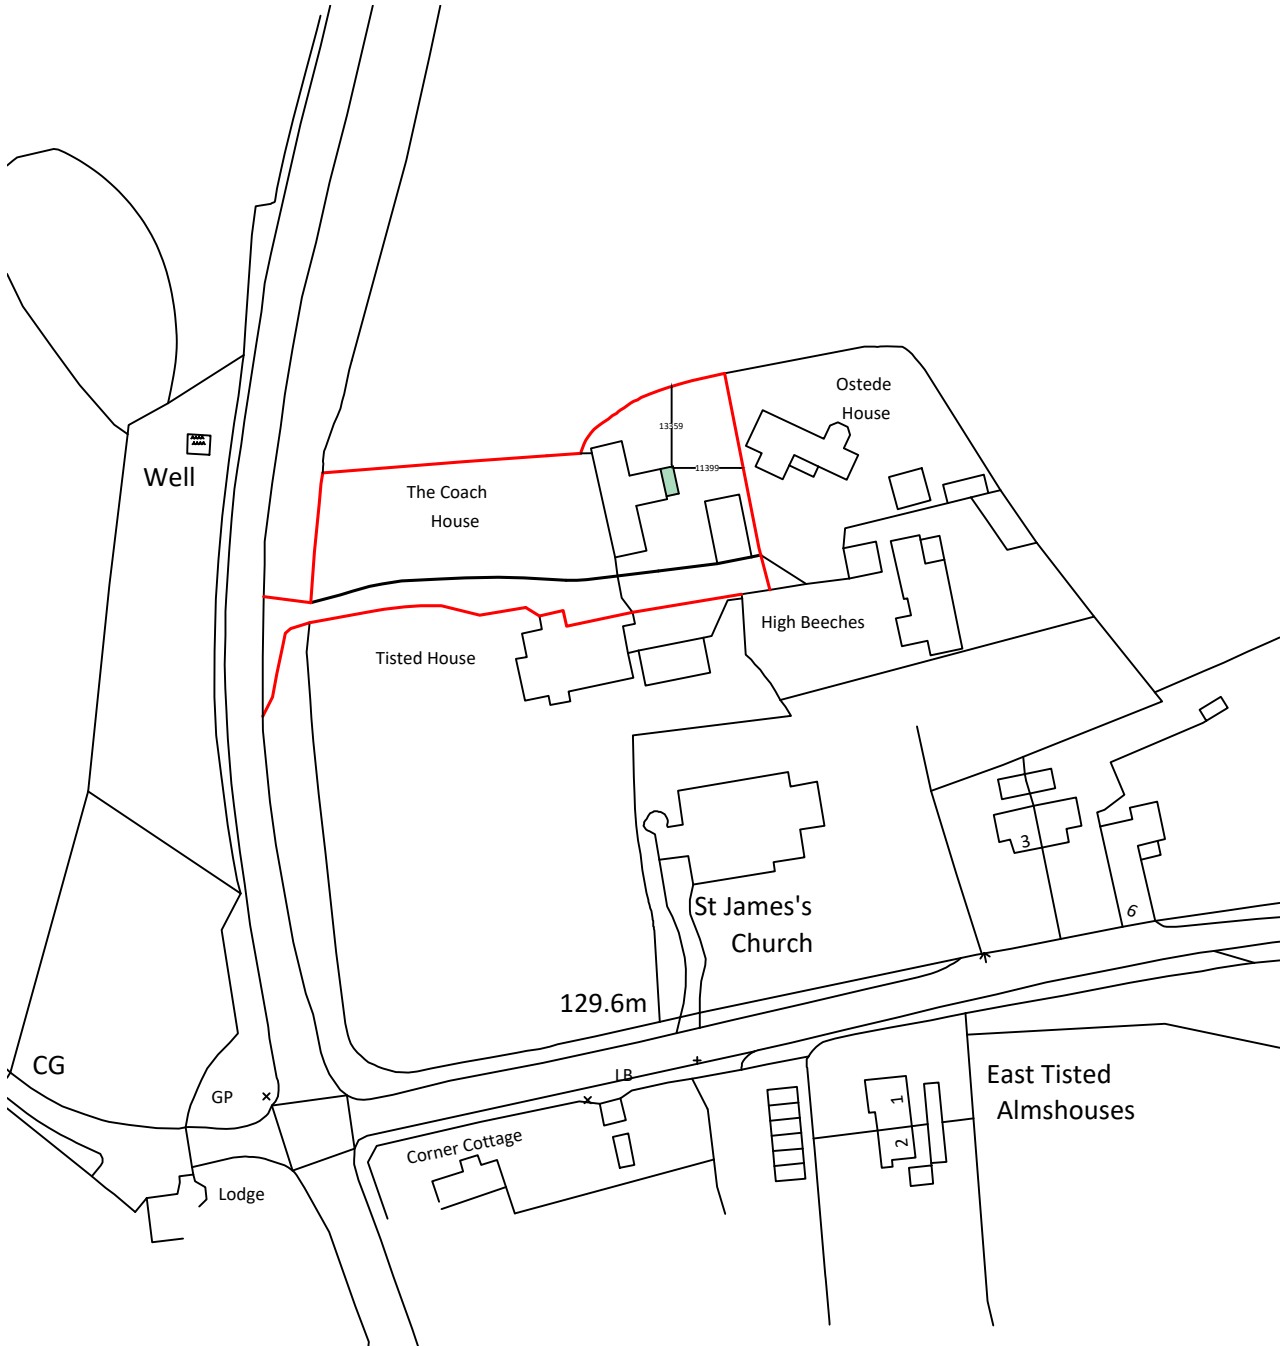 Ostede
House
13359
Well
11399
The Coach
House
High Beeches
Tisted House
3
St James's
Church
6
129.6m
CG
LB
East Tisted
Almshouses
GP
1
2
Corner Cottage
Lodge